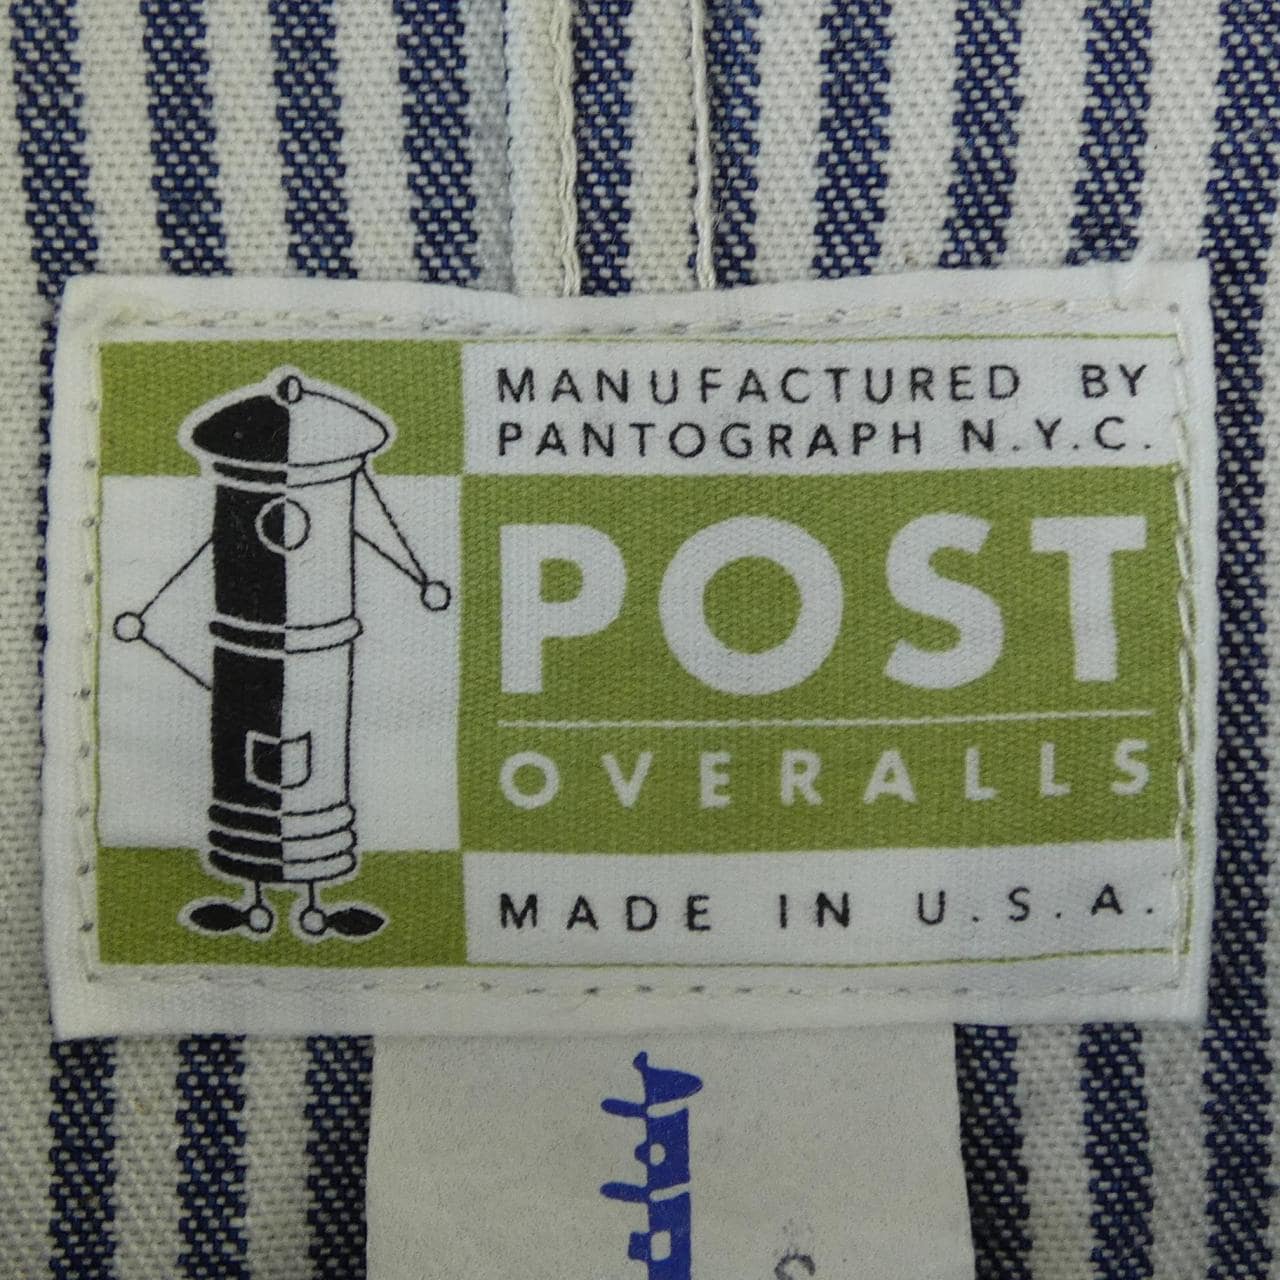 MANUFACTURED BY
PANTOGRAPH N.Y.C.
POST
OVERALLS
MADE IN U.S.A.